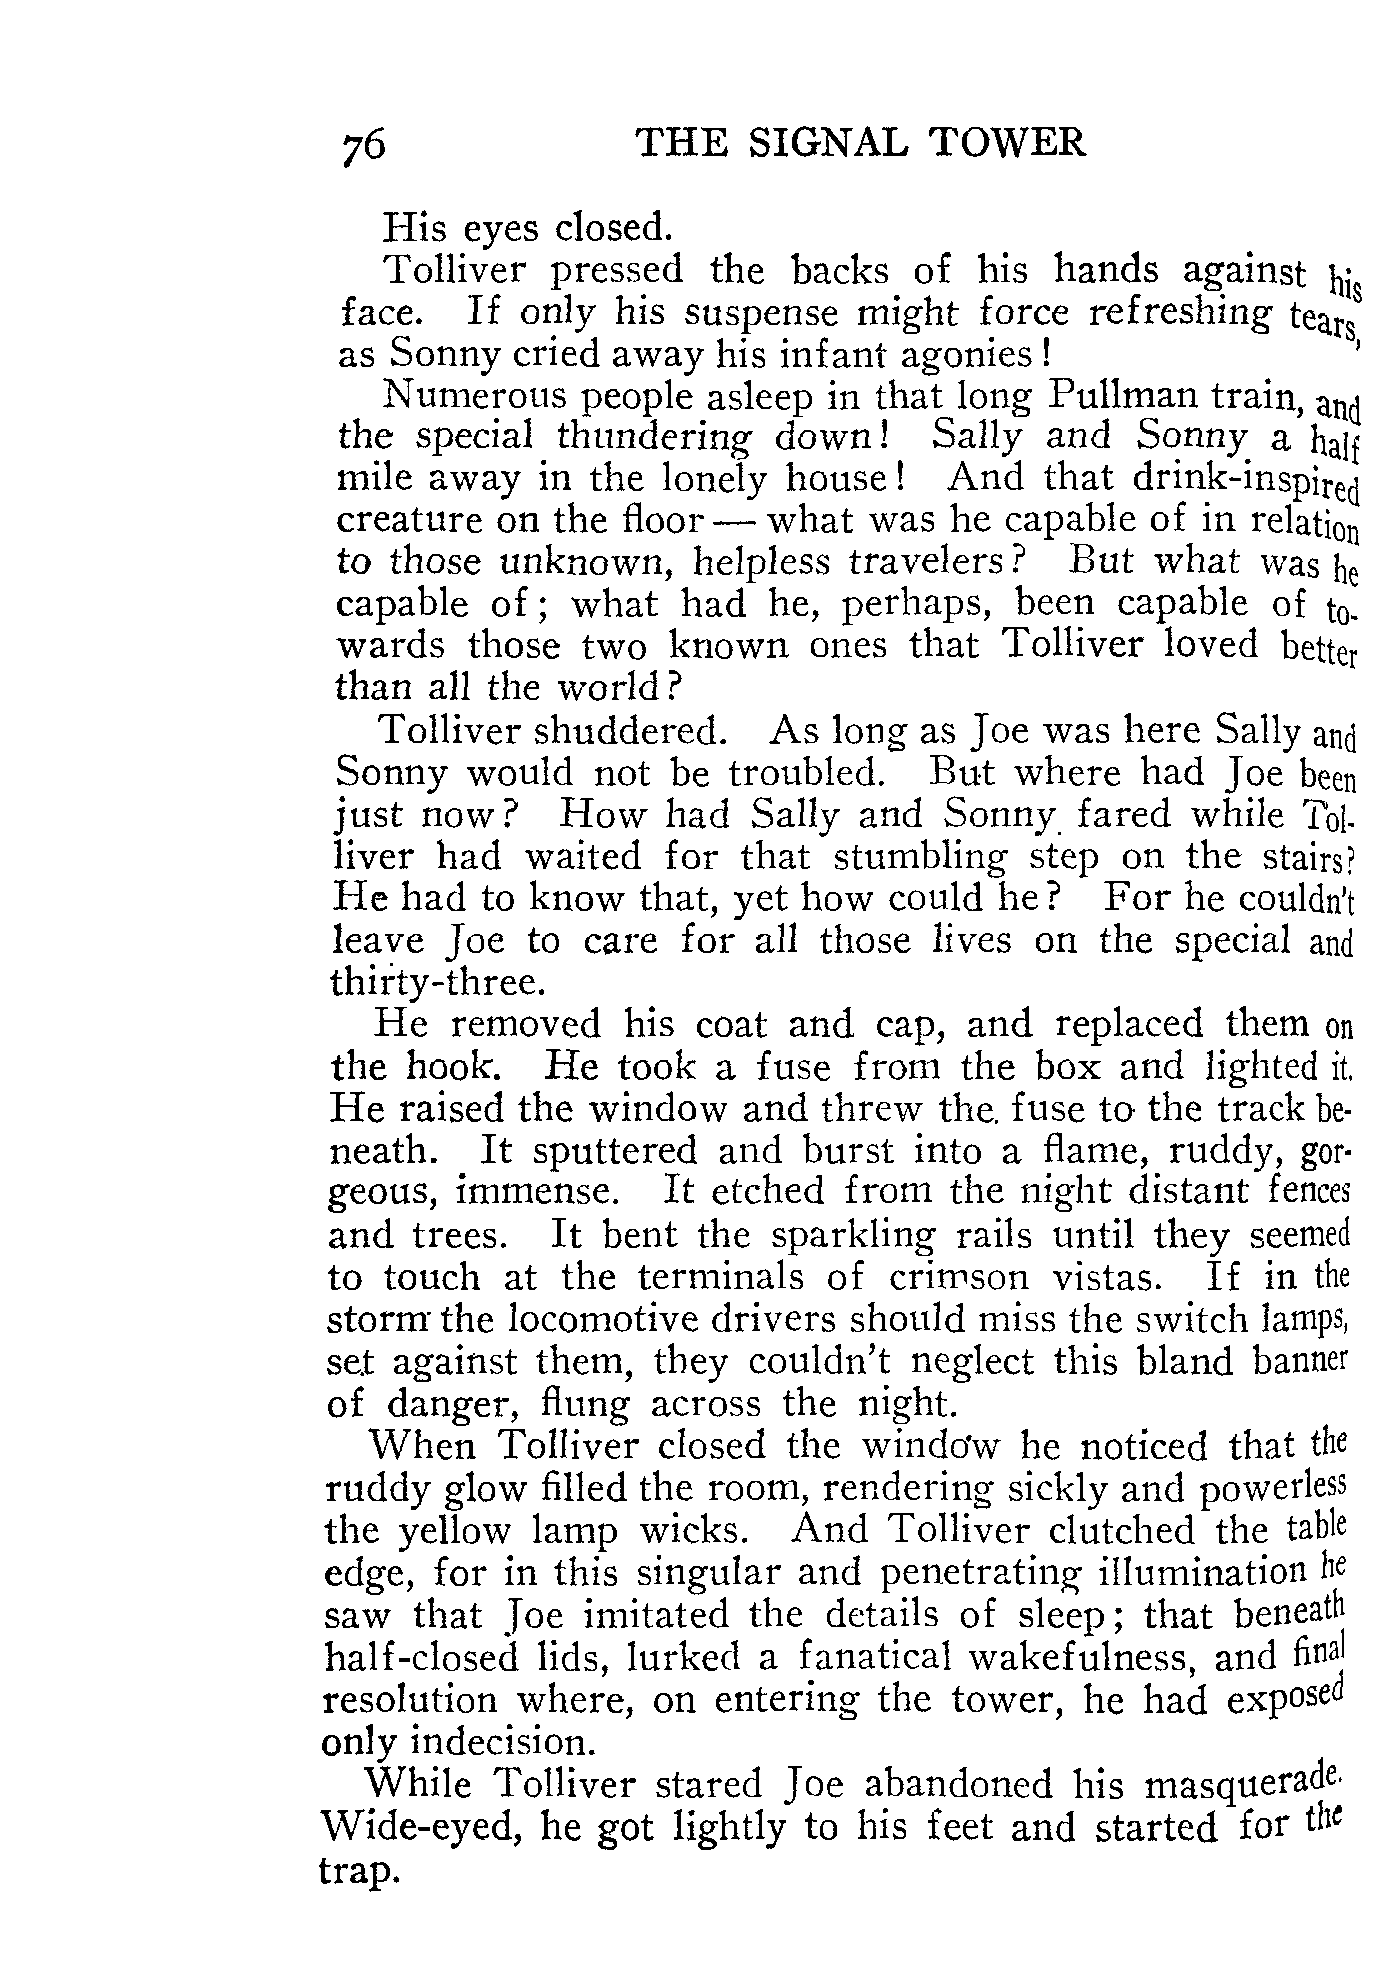 76 THE SIGNAL TOWER
His eyes closed.
Tolliver pressed the backs of his hands against his
face. If only his suspense might force refreshing tears,
as Sonny cried away his infant agonies!
Numerous people asleep in that long Pullman train, and
the special thundering down! Sally and Sonny a half
mile away in the lonely house! And that drink-inspired
creature on the floor — what was he capable of in relation
to those unknown, helpless travelers? But what was he
capable of; what had he, perhaps, been capable of to-
wards those two known ones that Tolliver loved better
than all the world?
Tolliver shuddered. As long as Joe was here Sally and
Sonny would not be troubled. But where had Joe been
just now? How had Sally and Sonny fared while Tol-
liver had waited for that stumbling step on the stairs?
He had to know that, yet how could he? For he couldn't
leave Joe to care for all those lives on the special and
thirty-three.
He removed his coat and cap, and replaced them on
the hook. He took a fuse from the box and lighted it.
He raised the window and threw the fuse to the track be-
neath. It sputtered and burst into a flame, ruddy, gor-
geous, immense. It etched from the night distant fences
and trees. It bent the sparkling rails until they seemed
to touch at the terminals of crimson vistas. If in the
storm the locomotive drivers should miss the switch lamps,
set against them, they couldn't neglect this bland banner
of danger, flung across the night.
When Tolliver closed the window he noticed that the
ruddy glow filled the room, rendering sickly and powerless
the yellow lamp wicks. And Tolliver clutched the table
edge, for in this singular and penetrating illumination he
saw that Joe imitated the details of sleep; that beneath
half-closed lids, lurked a fanatical wakefulness, and final
resolution where, on entering the tower, he had exposed
only indecision.
While Tolliver stared Joe abandoned his masquerade.
Wide-eyed, he got lightly to his feet and started for the
trap.